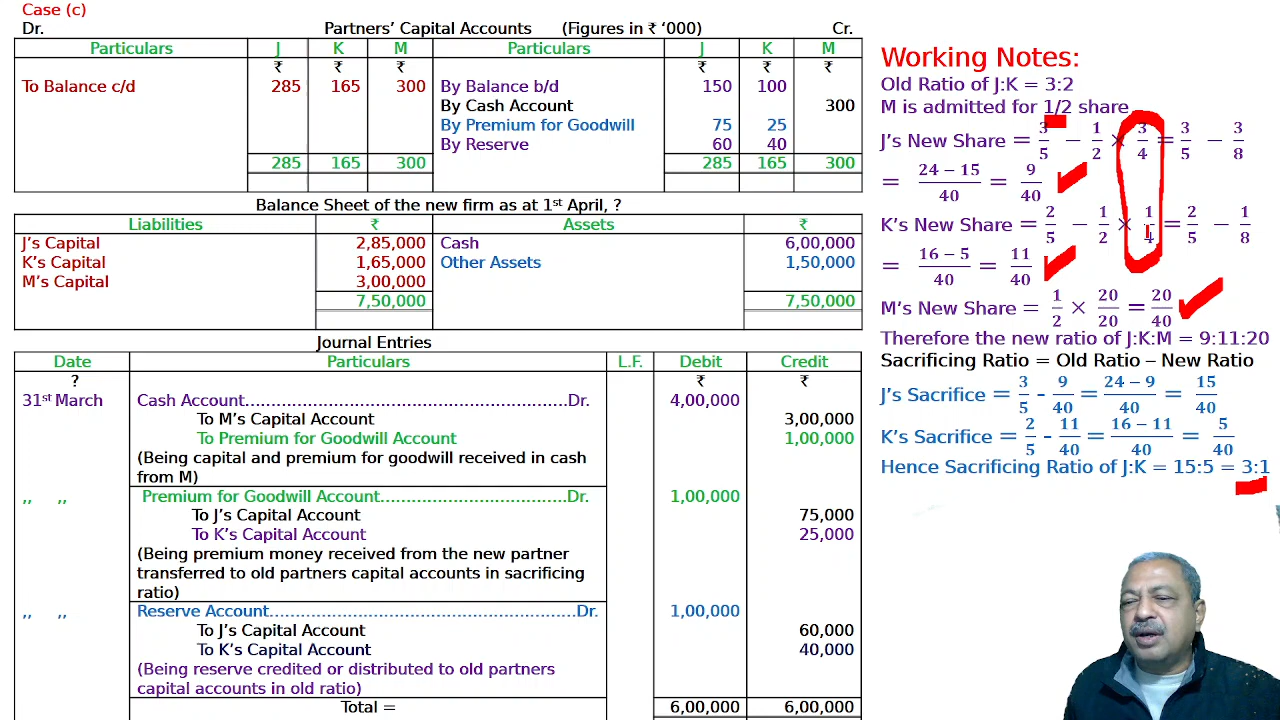 Case (c)
Dr. Partners' Capital Accounts (Figures in ₹ '000) Cr.
Particulars J K M Particulars J K M
₹ ₹ ₹ ₹ ₹ ₹
To Balance c/d 285 165 300 By Balance b/d 150 100
By Cash Account 300
By Premium for Goodwill 75 25
By Reserve 60 40
285 165 300 285 165 300
Balance Sheet of the new firm as at 1st April, ?
Liabilities ₹ Assets ₹
J's Capital 2,85,000 Cash 6,00,000
K's Capital 1,65,000 Other Assets 1,50,000
M's Capital 3,00,000
7,50,000 7,50,000
Journal Entries
Date Particulars L.F. Debit Credit
? ₹ ₹
31st March Cash Account.....................................................................Dr. 4,00,000
To M's Capital Account 3,00,000
To Premium for Goodwill Account 1,00,000
(Being capital and premium for goodwill received in cash
from M)
,, ,, Premium for Goodwill Account.......................................Dr. 1,00,000
To J's Capital Account 75,000
To K's Capital Account 25,000
(Being premium money received from the new partner
transferred to old partners capital accounts in sacrificing
ratio)
,, ,, Reserve Account.................................................................Dr. 1,00,000
To J's Capital Account 60,000
To K's Capital Account 40,000
(Being reserve credited or distributed to old partners
capital accounts in old ratio)
Total = 6,00,000 6,00,000
Working Notes:
Old Ratio of J:K = 3:2
M is admitted for 1/2 share
J's New Share = 3/5 − 1/2 × 3/4 = 3/5 − 3/8
= 24 − 15/40 = 9/40
K's New Share = 2/5 − 1/2 × 1/4 = 2/5 − 1/8
= 16 − 5/40 = 11/40
M's New Share = 1/2 × 20/20 = 20/40
Therefore the new ratio of J:K:M = 9:11:20
Sacrificing Ratio = Old Ratio – New Ratio
J's Sacrifice = 3/5 - 9/40 = 24 − 9/40 = 15/40
K's Sacrifice = 2/5 - 11/40 = 16 − 11/40 = 5/40
Hence Sacrificing Ratio of J:K = 15:5 = 3:1